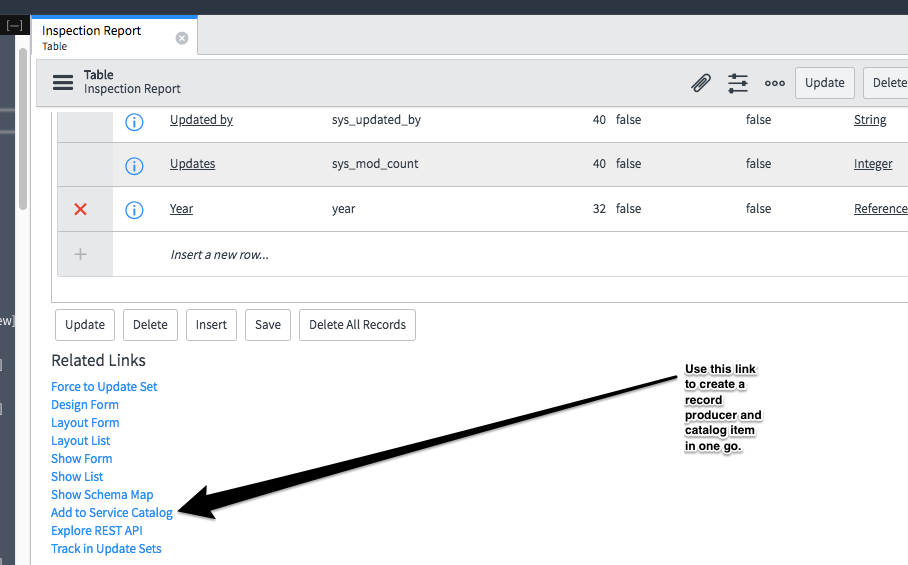 [—]
Inspection Report
Table
Table
Inspection Report
Update
Delete
Updated by sys_updated_by 40 false false String
Updates sys_mod_count 40 false false Integer
Year year 32 false false Reference
Insert a new row...
ew]
]
]
Update Delete Insert Save Delete All Records
Related Links
Force to Update Set
Design Form
Layout Form
Layout List
Show Form
Show List
Show Schema Map
Add to Service Catalog
Explore REST API
Track in Update Sets
Use this link
to create a
record
producer and
catalog item
in one go.